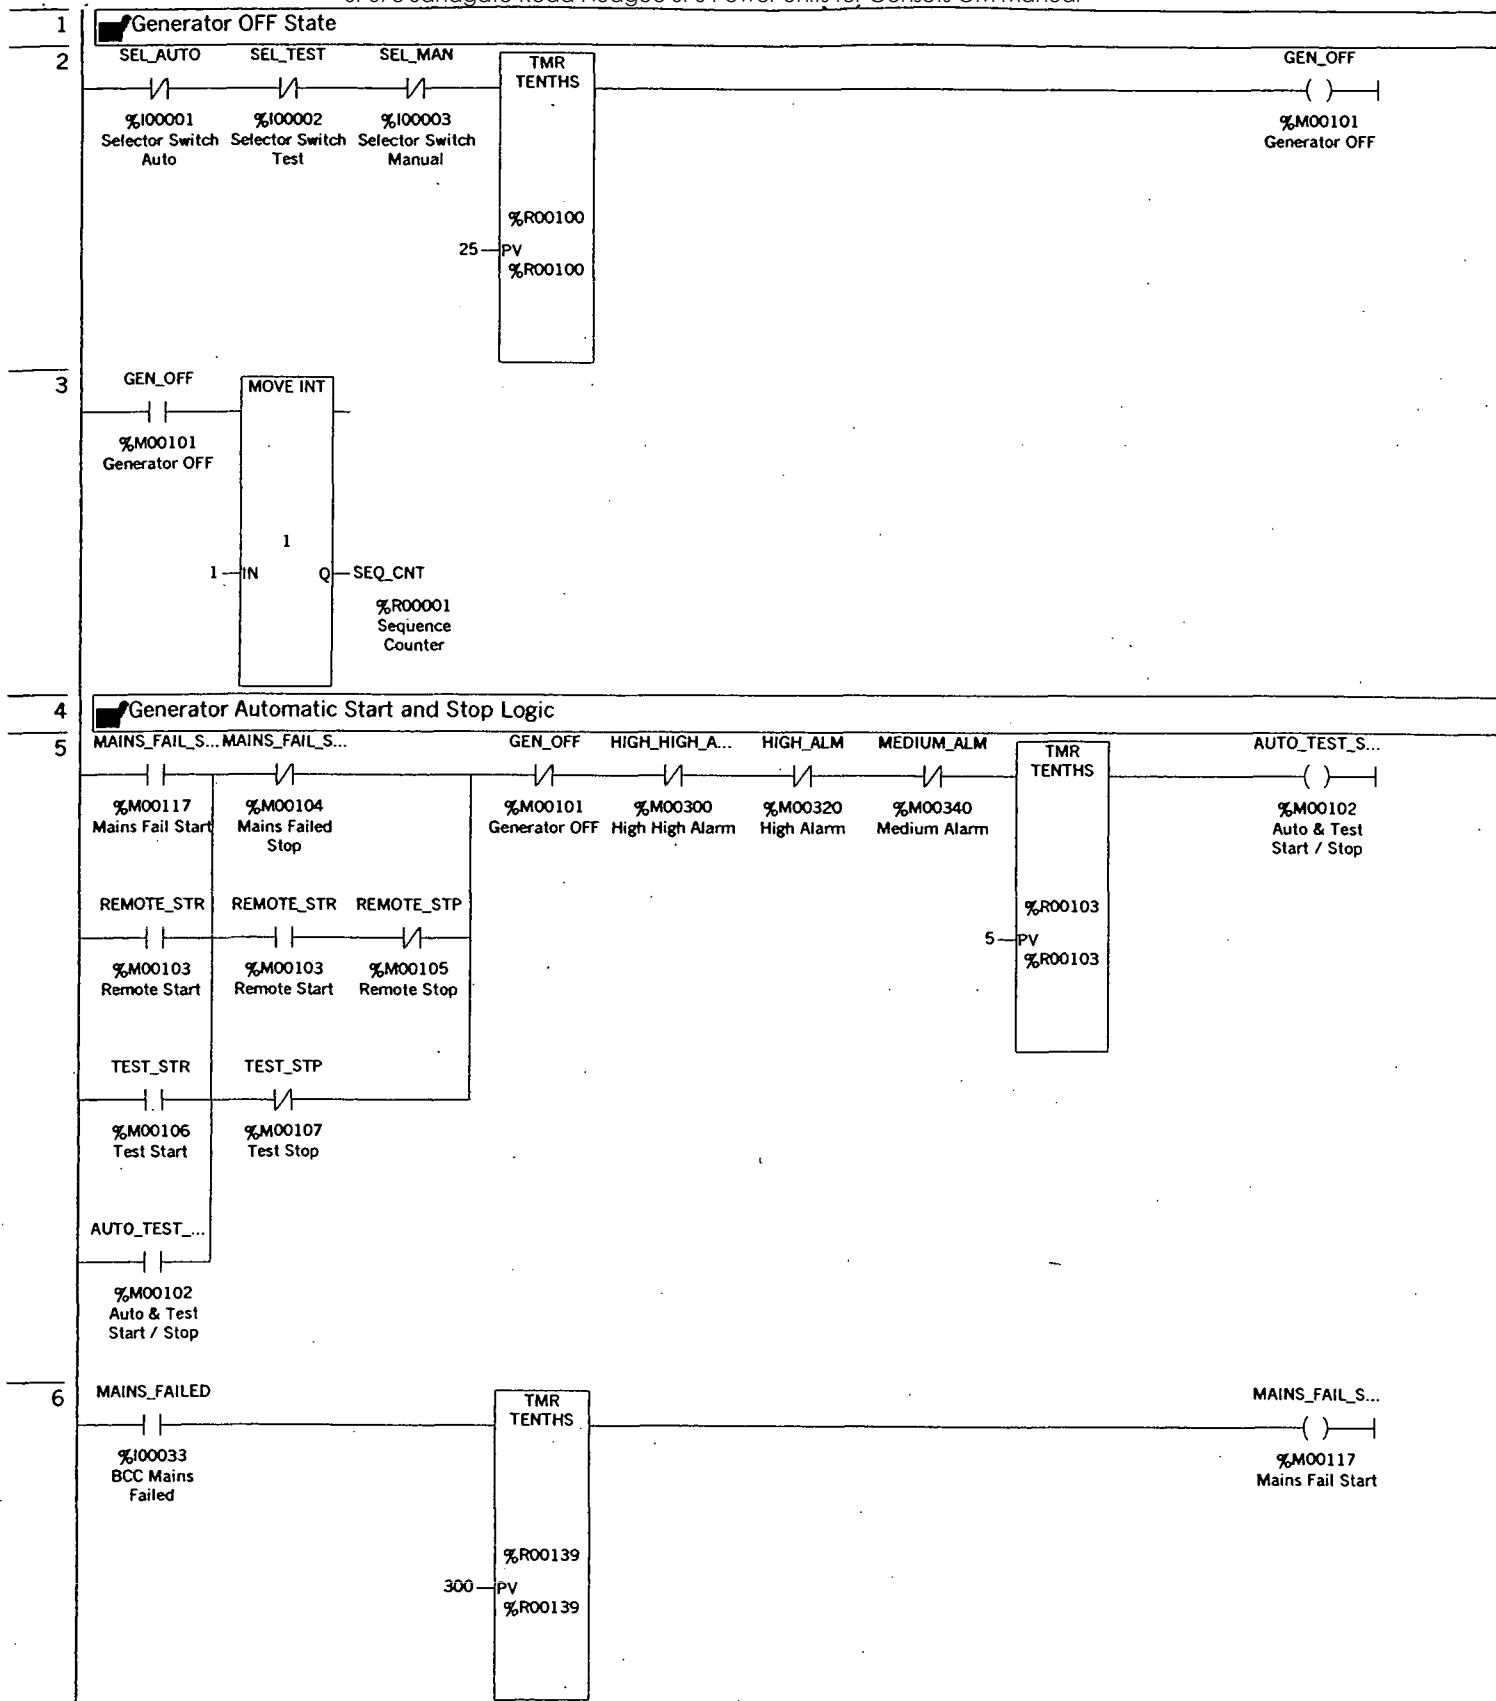 1 Generator OFF State
2 SEL_AUTO SEL_TEST SEL_MAN TMR TENTHS GEN_OFF
%I00001 %I00002 %I00003 %M00101
Selector Switch Selector Switch Selector Switch Generator OFF
Auto Test Manual
%R00100
25 PV
%R00100
3 GEN_OFF MOVE INT
%M00101
Generator OFF
1
1 IN Q SEQ_CNT
%R00001
Sequence
Counter
4 Generator Automatic Start and Stop Logic
5 MAINS_FAIL_S... MAINS_FAIL_S... GEN_OFF HIGH_HIGH_A... HIGH_ALM MEDIUM_ALM TMR TENTHS AUTO_TEST_S...
%M00117 %M00104 %M00101 %M00300 %M00320 %M00340 %M00102
Mains Fail Start Mains Failed Generator OFF High High Alarm High Alarm Medium Alarm Auto & Test
Stop Start / Stop
REMOTE_STR REMOTE_STR REMOTE_STP %R00103
5 PV
%M00103 %M00103 %M00105 %R00103
Remote Start Remote Start Remote Stop
TEST_STR TEST_STP
%M00106 %M00107
Test Start Test Stop
AUTO_TEST_...
%M00102
Auto & Test
Start / Stop
6 MAINS_FAILED TMR TENTHS MAINS_FAIL_S...
%I00033 %M00117
BCC Mains Mains Fail Start
Failed
%R00139
300 PV
%R00139